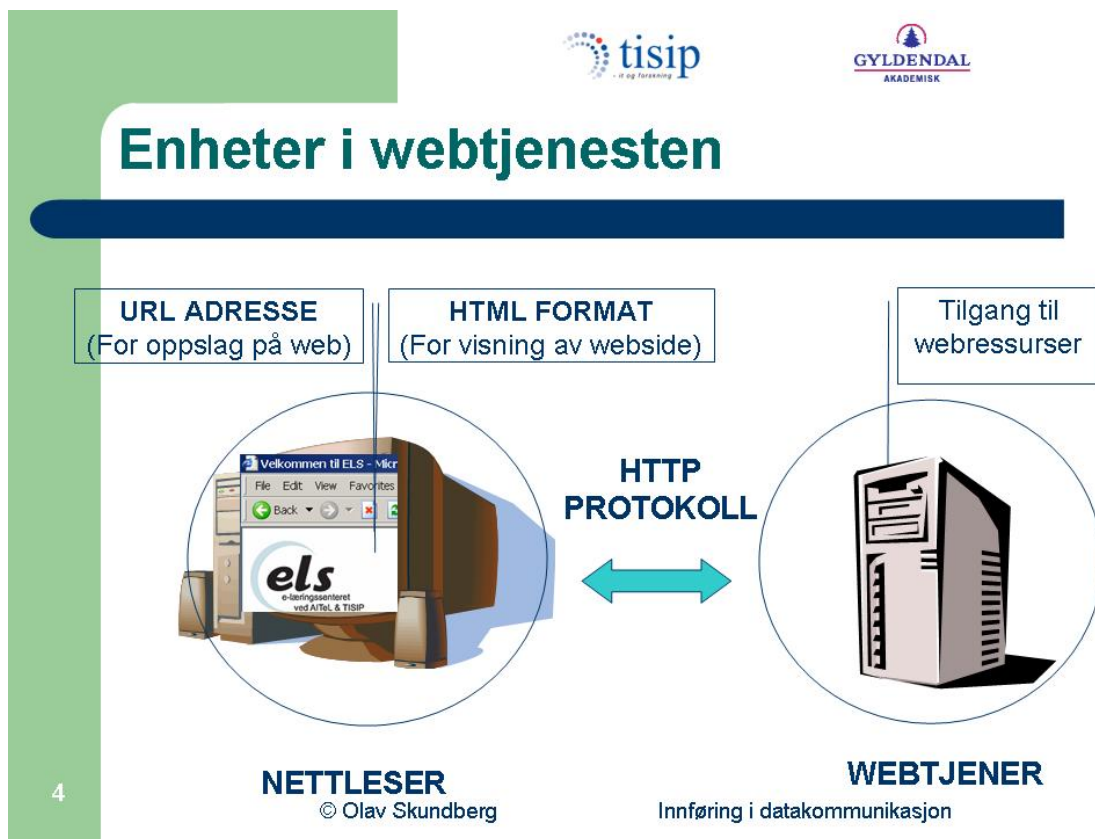 tisip
- it og forskning
GYLDENDAL
AKADEMISK
Enheter i webtjenesten
URL ADRESSE
(For oppslag på web)
HTML FORMAT
(For visning av webside)
Tilgang til
webressurser
Velkommen til ELS - Micr
File Edit View Favorites
Back
els
e-læringssenteret
ved AITeL & TISIP
HTTP
PROTOKOLL
NETTLESER
WEBTJENER
4
© Olav Skundberg
Innføring i datakommunikasjon